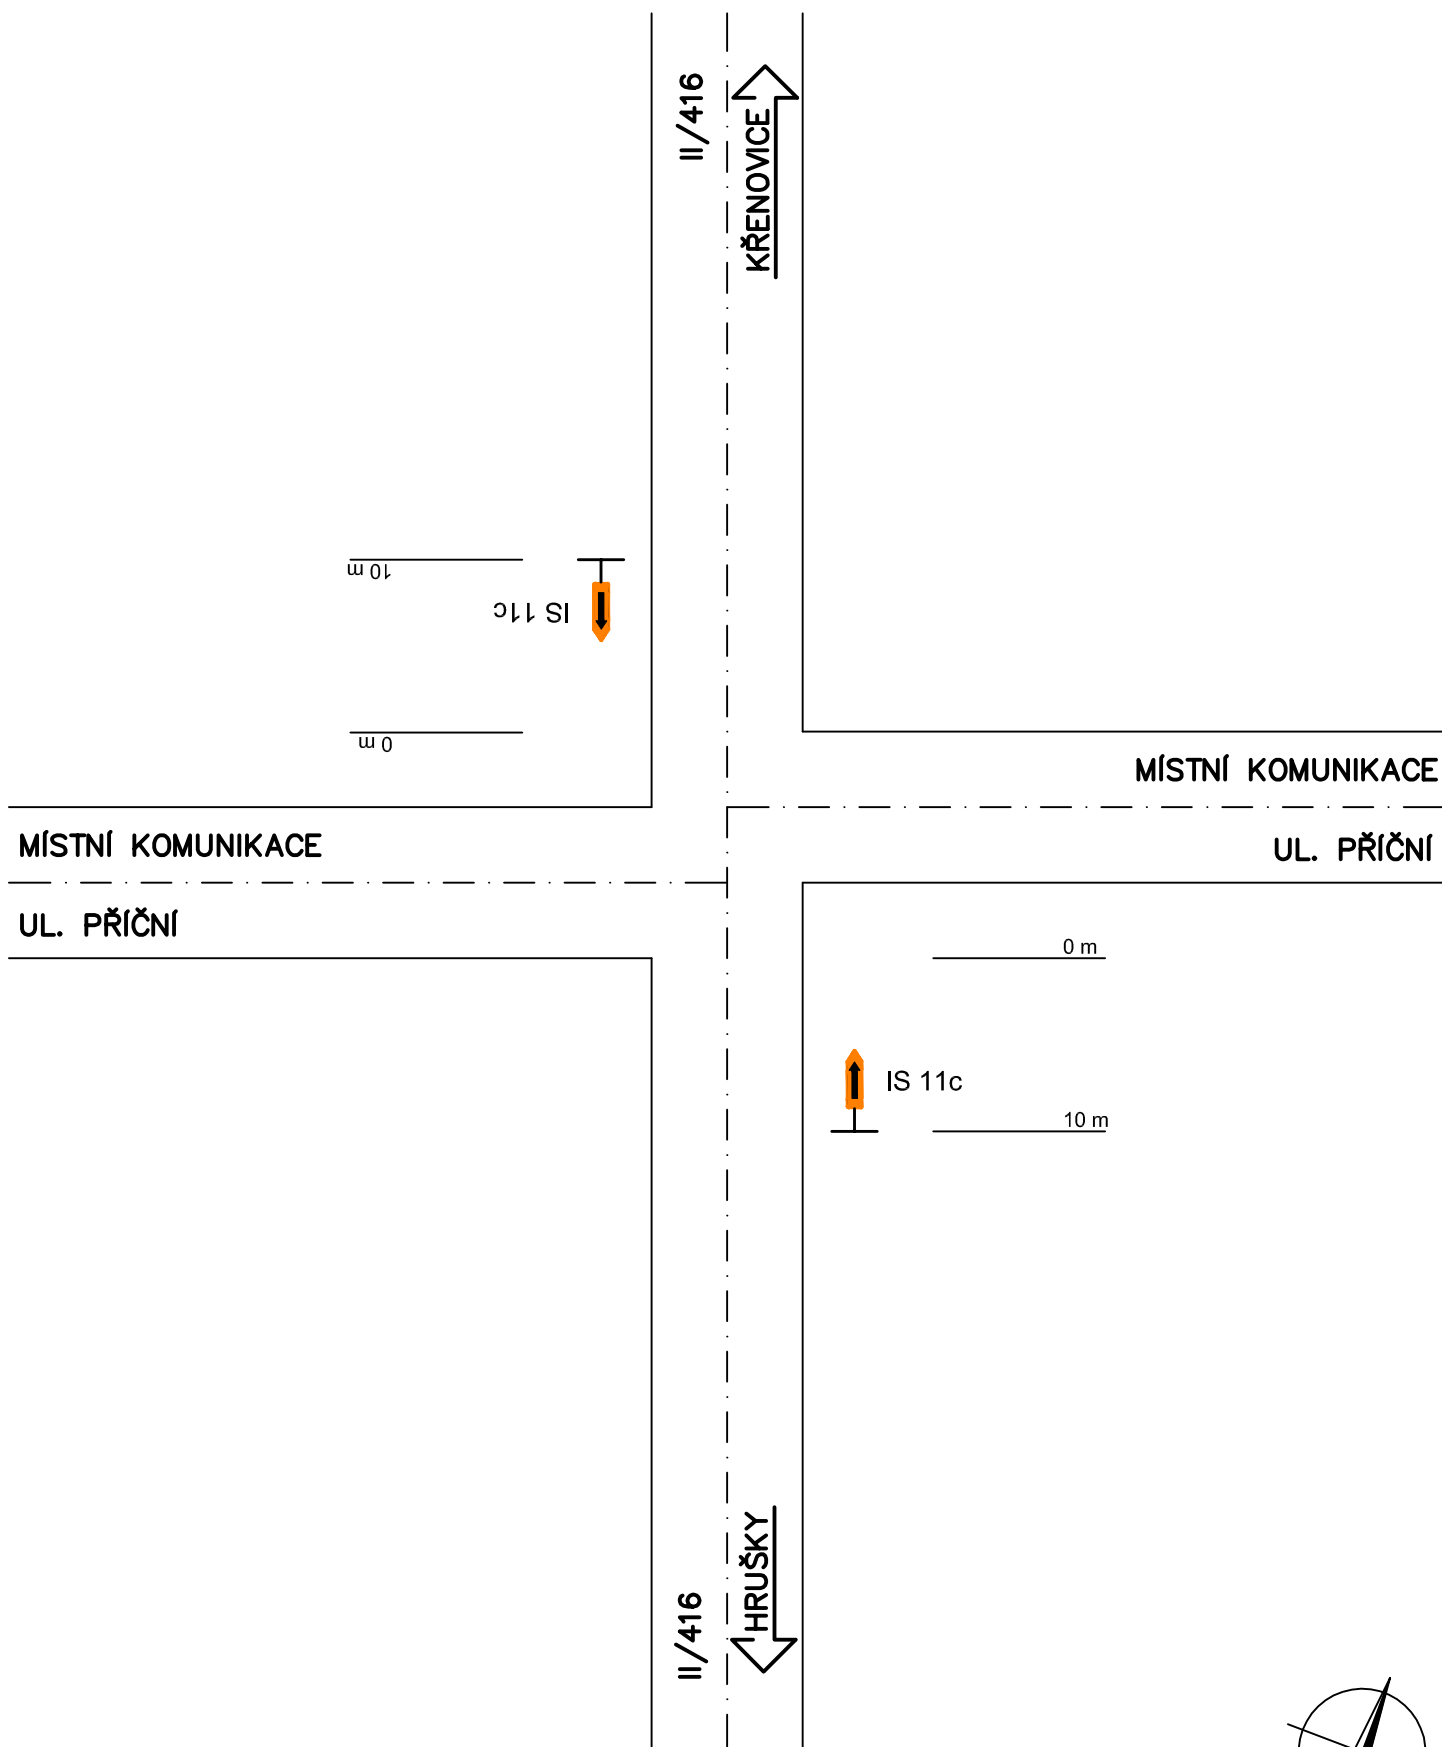 II/416
KŘENOVICE
10 m
IS 11c
0 m
MÍSTNÍ KOMUNIKACE
UL. PŘÍČNÍ
MÍSTNÍ KOMUNIKACE
UL. PŘÍČNÍ
0 m
IS 11c
10 m
HRUŠKY
II/416